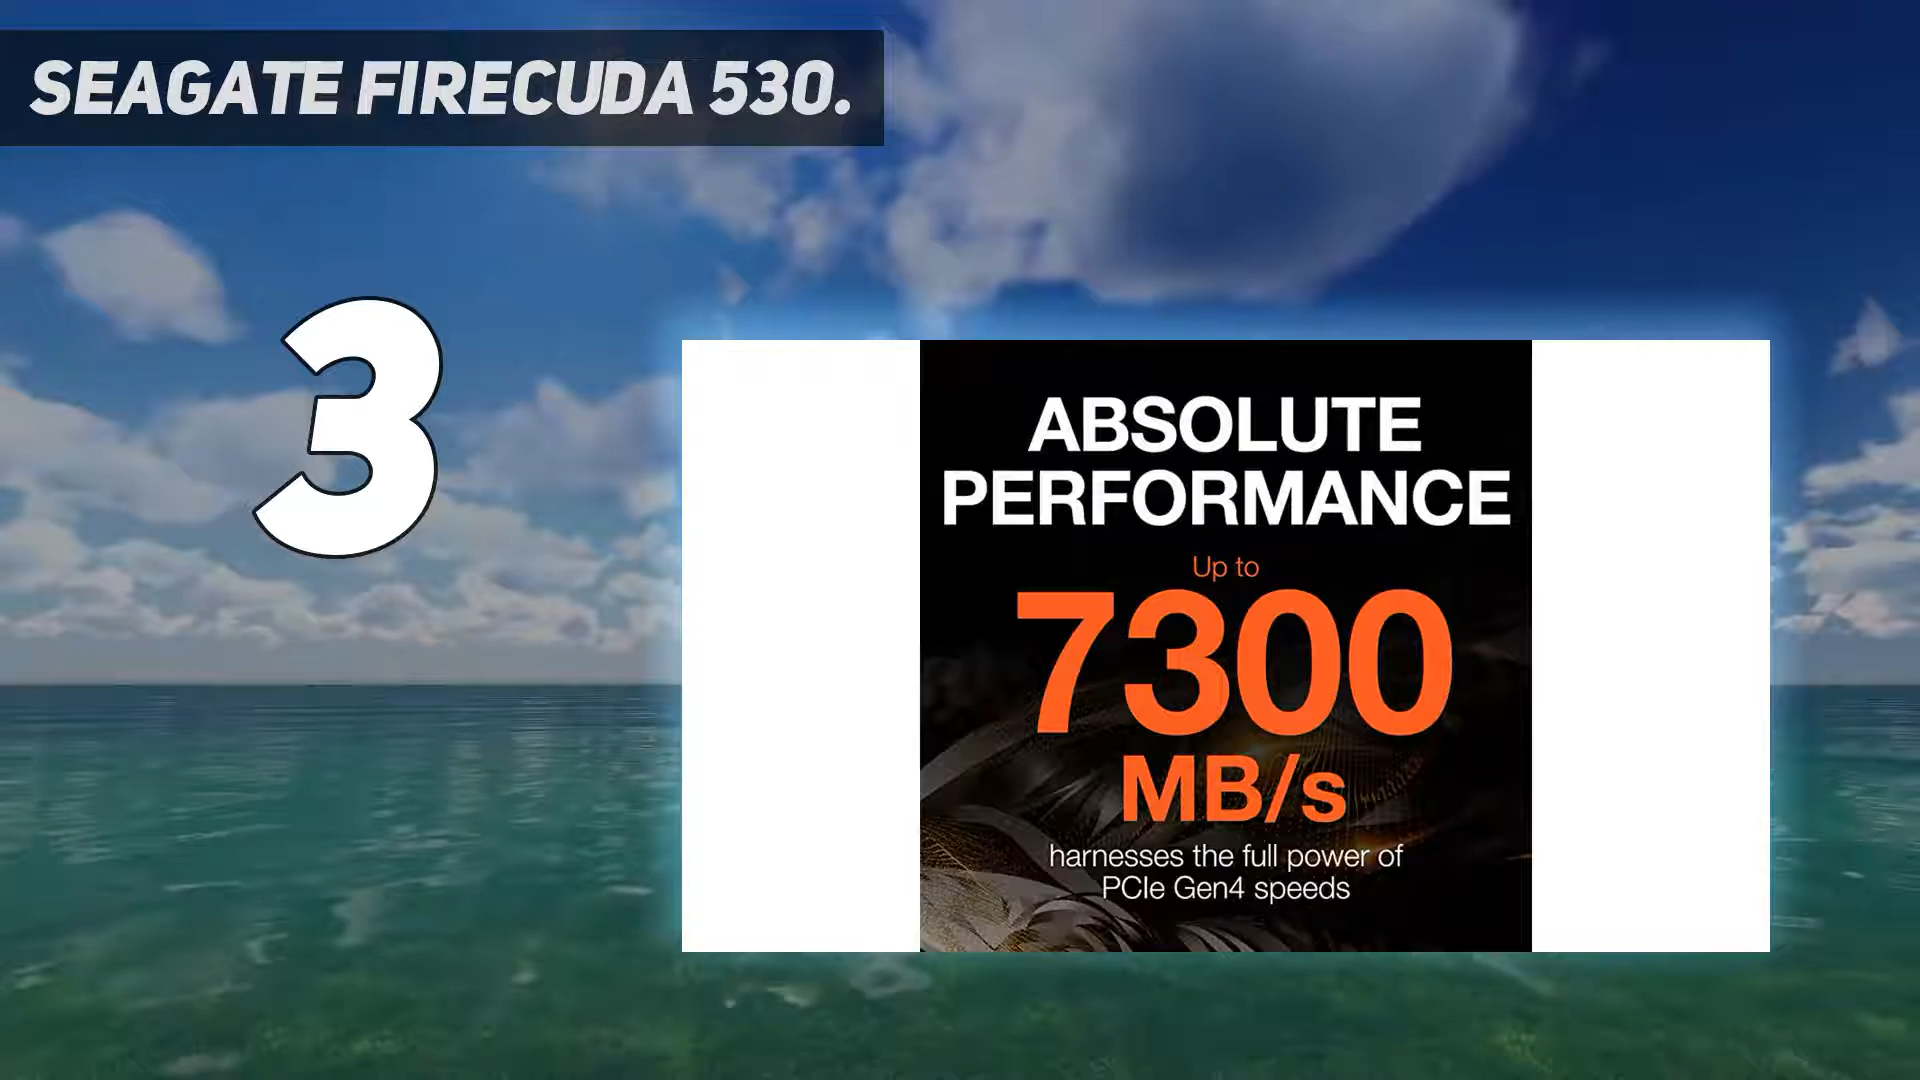 SEAGATE FIRECUDA 530.
3
ABSOLUTE
PERFORMANCE
Up to
7300
MB/s
harnesses the full power of
PCIe Gen4 speeds